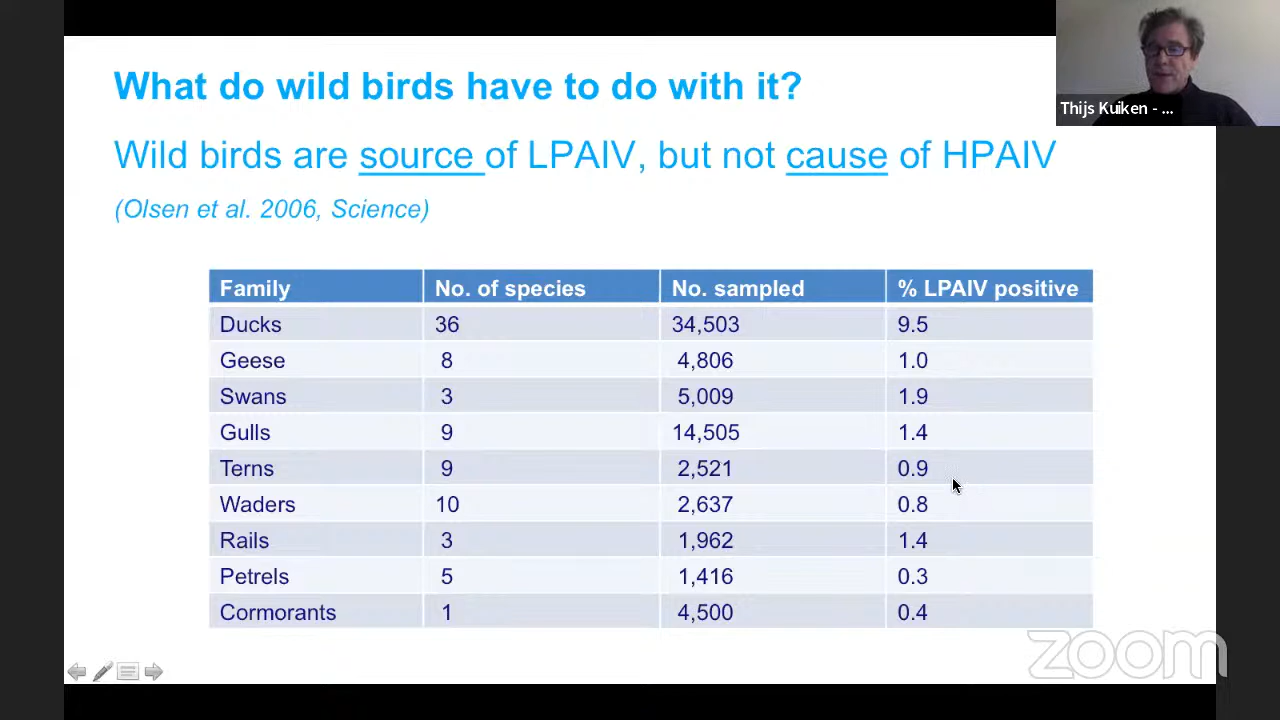 What do wild birds have to do with it?
Thijs Kuiken - ...
Wild birds are source of LPAIV, but not cause of HPAIV
(Olsen et al. 2006, Science)
Family No. of species No. sampled % LPAIV positive
Ducks 36 34,503 9.5
Geese 8 4,806 1.0
Swans 3 5,009 1.9
Gulls 9 14,505 1.4
Terns 9 2,521 0.9
Waders 10 2,637 0.8
Rails 3 1,962 1.4
Petrels 5 1,416 0.3
Cormorants 1 4,500 0.4
zoom